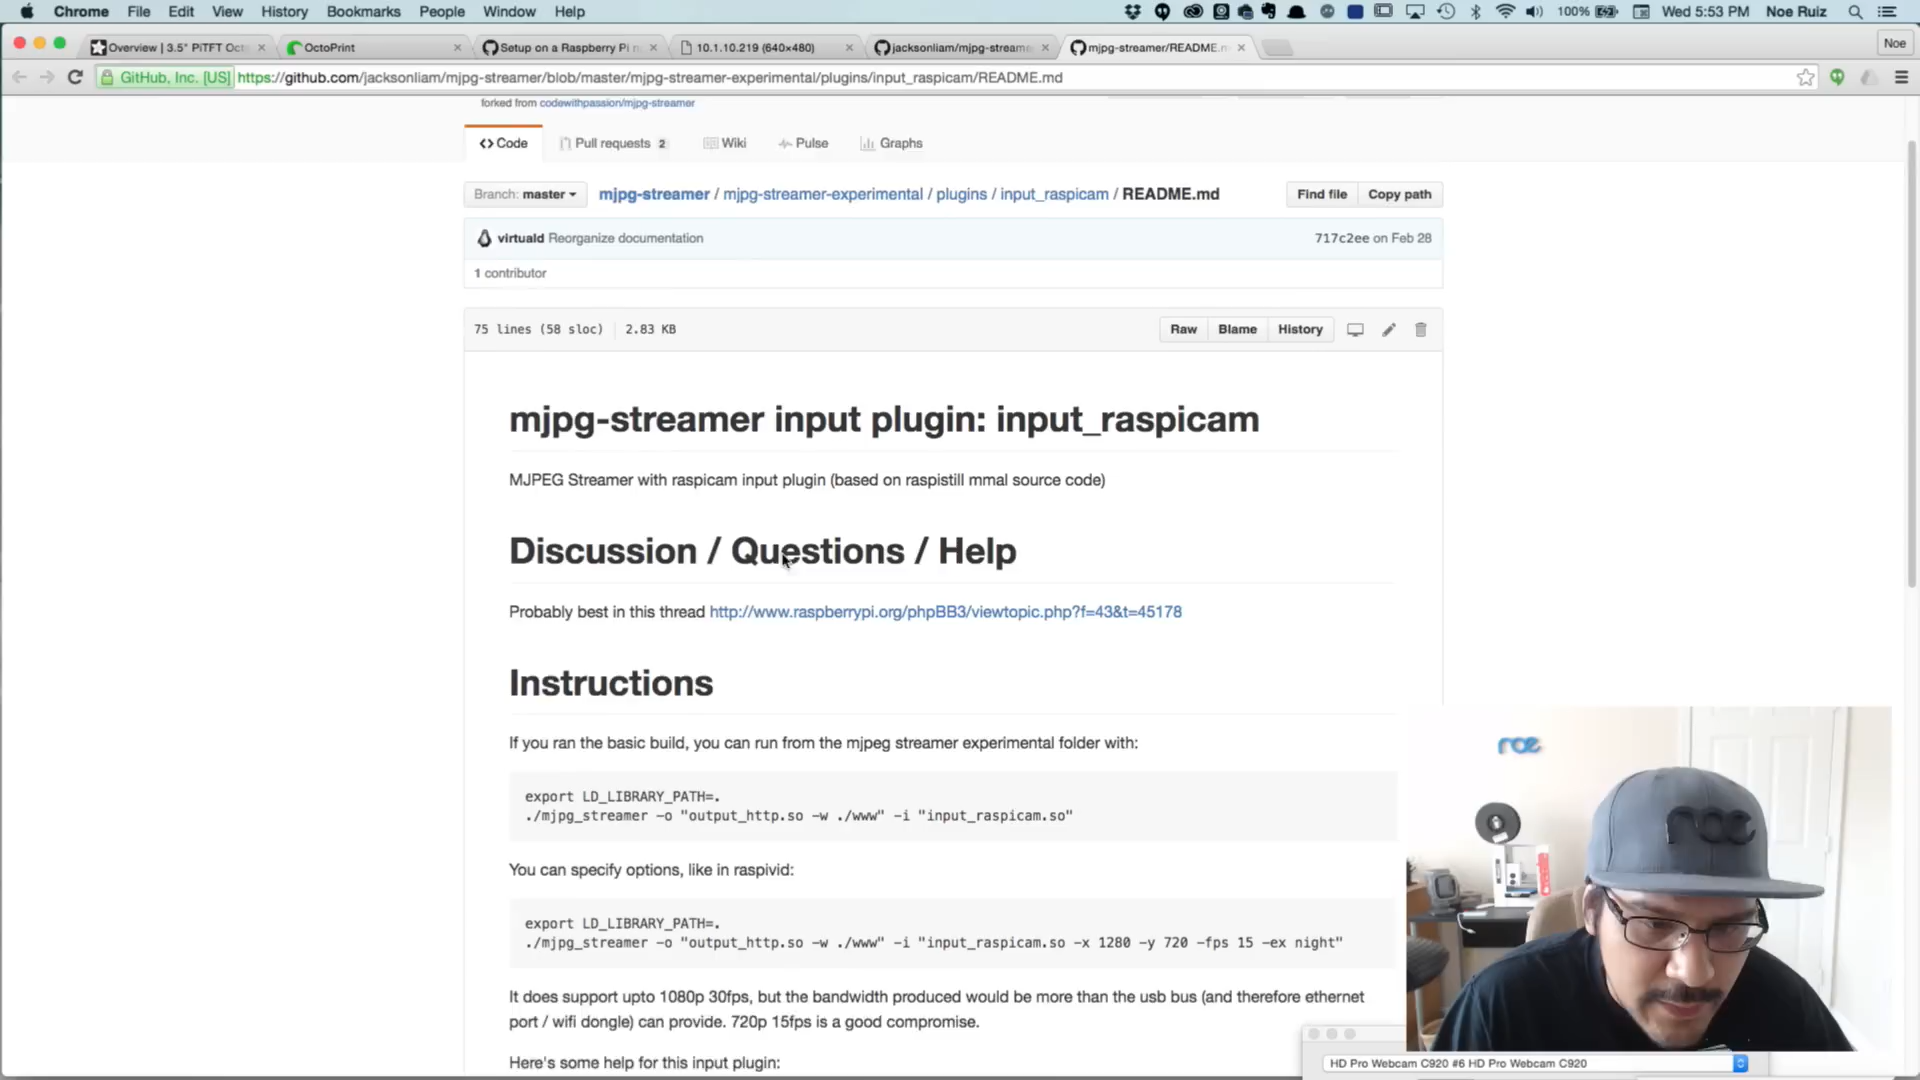 Chrome File Edit View History Bookmarks People Window Help 100% Wed 5:53 PM Noe Ruiz
Overview | 3.5" PiTFT Oct OctoPrint Setup on a Raspberry Pi 10.1.10.219 (640×480) jacksonliam/mjpg-streame mjpg-streamer/README.m Noe
GitHub, Inc. [US] https://github.com/jacksonliam/mjpg-streamer/blob/master/mjpg-streamer-experimental/plugins/input_raspicam/README.md
forked from codewithpassion/mjpg-streamer
Code Pull requests 2 Wiki Pulse Graphs
Branch: master mjpg-streamer / mjpg-streamer-experimental / plugins / input_raspicam / README.md Find file Copy path
virtuald Reorganize documentation 717c2ee on Feb 28
1 contributor
75 lines (58 sloc) 2.83 KB Raw Blame History
mjpg-streamer input plugin: input_raspicam
MJPEG Streamer with raspicam input plugin (based on raspistill mmal source code)
Discussion / Questions / Help
Probably best in this thread http://www.raspberrypi.org/phpBB3/viewtopic.php?f=43&t=45178
Instructions
If you ran the basic build, you can run from the mjpeg streamer experimental folder with:
export LD_LIBRARY_PATH=.
./mjpg_streamer -o "output_http.so -w ./www" -i "input_raspicam.so"
You can specify options, like in raspivid:
export LD_LIBRARY_PATH=.
./mjpg_streamer -o "output_http.so -w ./www" -i "input_raspicam.so -x 1280 -y 720 -fps 15 -ex night"
It does support upto 1080p 30fps, but the bandwidth produced would be more than the usb bus (and therefore ethernet
port / wifi dongle) can provide. 720p 15fps is a good compromise.
Here's some help for this input plugin:
roe
roe
HD Pro Webcam C920 #6 HD Pro Webcam C920